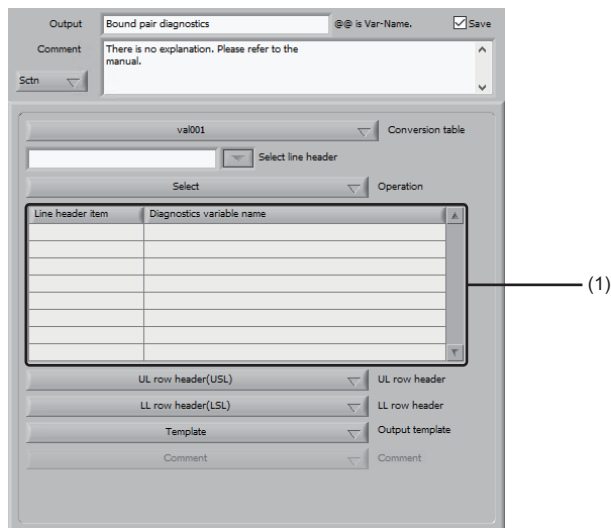 Output Bound pair diagnostics @@ is Var-Name. Save
Comment There is no explanation. Please refer to the
manual.
Sctn
val001 Conversion table
Select line header
Select Operation
Line header item Diagnostics variable name
(1)
UL row header(USL) UL row header
LL row header(LSL) LL row header
Template Output template
Comment Comment